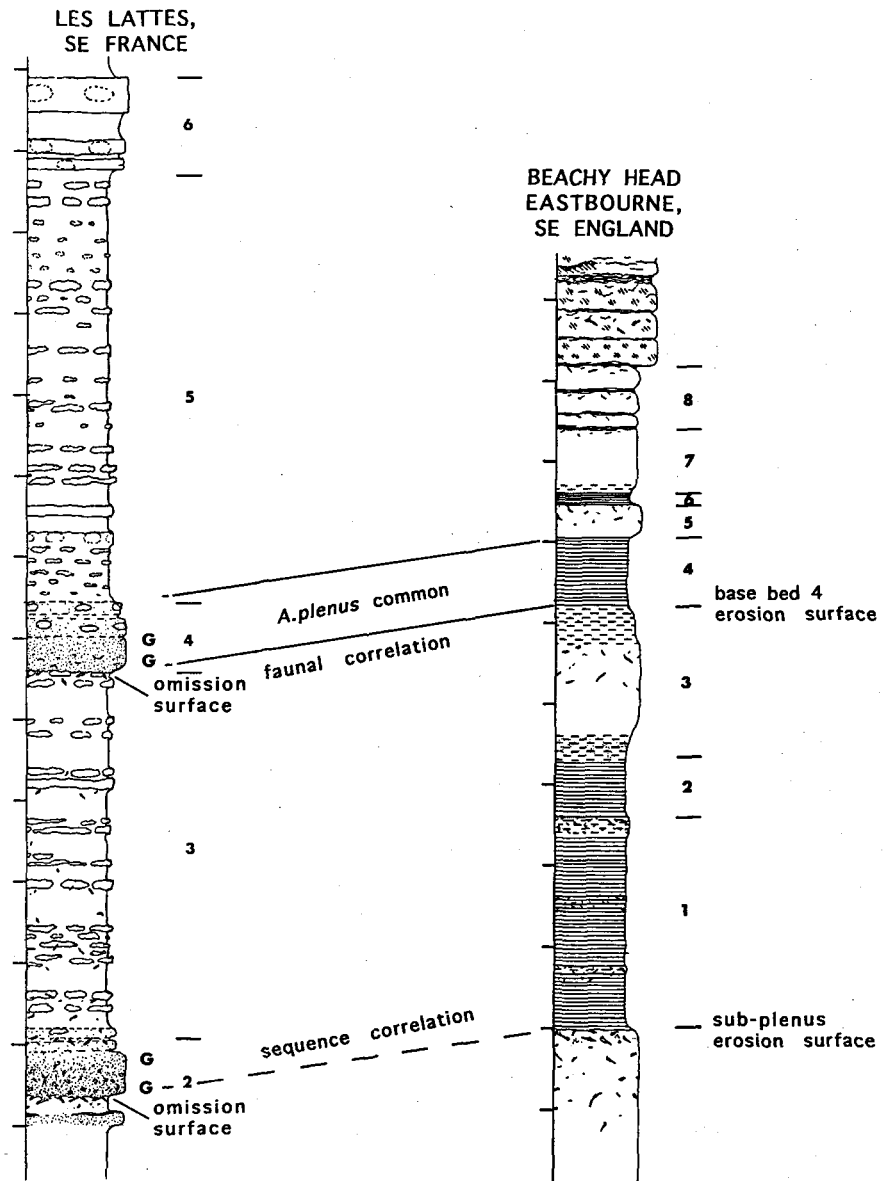 LES LATTES,
SE FRANCE
6
5
4
G
G
omission
surface
3
G
G
2
omission
surface
A.plenus common
faunal correlation
sequence correlation
BEACHY HEAD
EASTBOURNE,
SE ENGLAND
8
7
6
5
4
base bed 4
erosion surface
3
2
1
sub-plenus
erosion surface